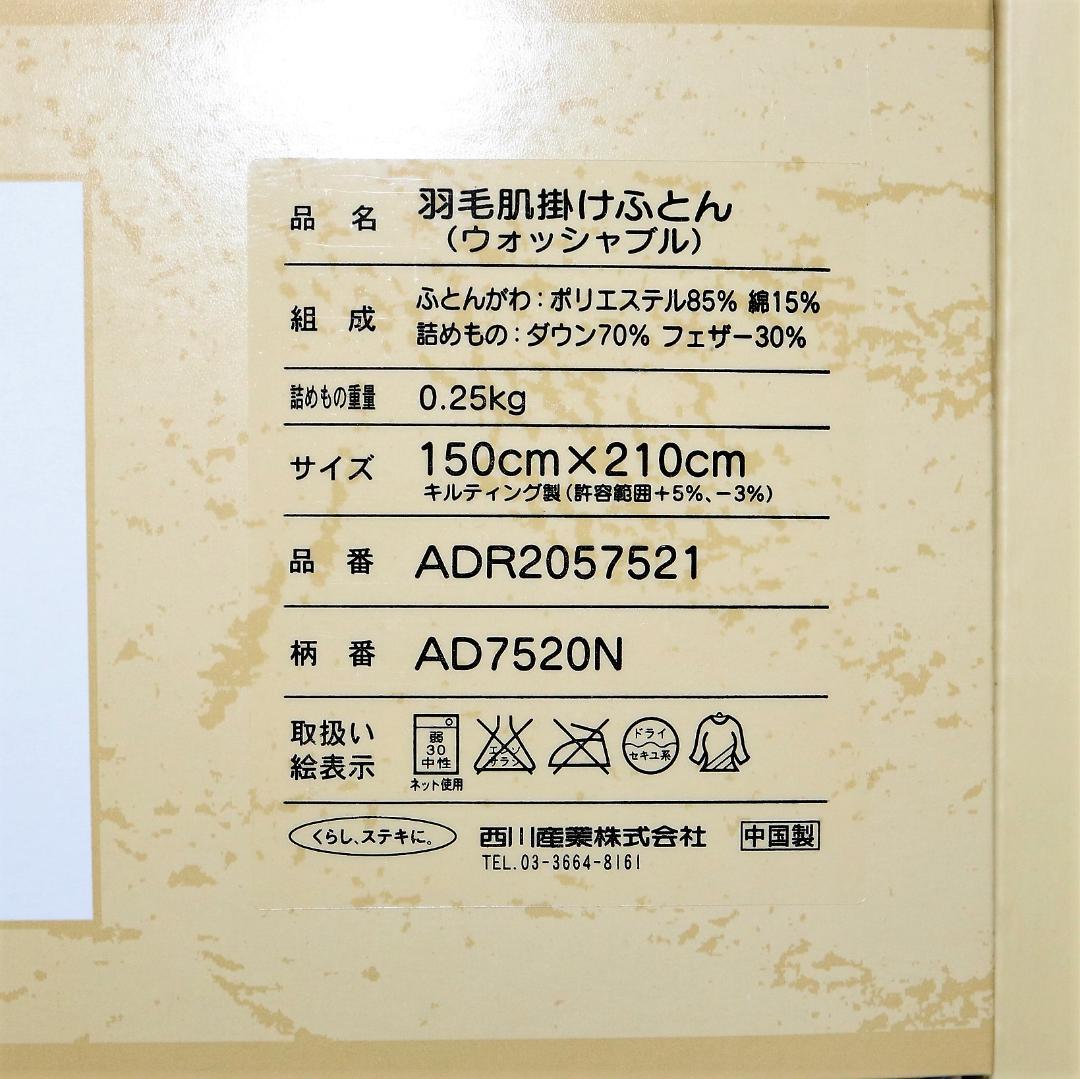 品 名 羽毛肌掛けふとん
（ウォッシャブル）
組 成 ふとんがわ：ポリエステル85% 綿15%
詰めもの：ダウン70% フェザー30%
詰めもの重量 0.25kg
サイズ 150cm×210cm
キルティング製（許容範囲+5%、-3%）
品 番 ADR2057521
柄 番 AD7520N
取扱い
絵表示
弱
30
中性
ネット使用
エンソ
サラシ
ドライ
セキユ系
くらし、ステキに。 西川産業株式会社 中国製
TEL.03-3664-8161